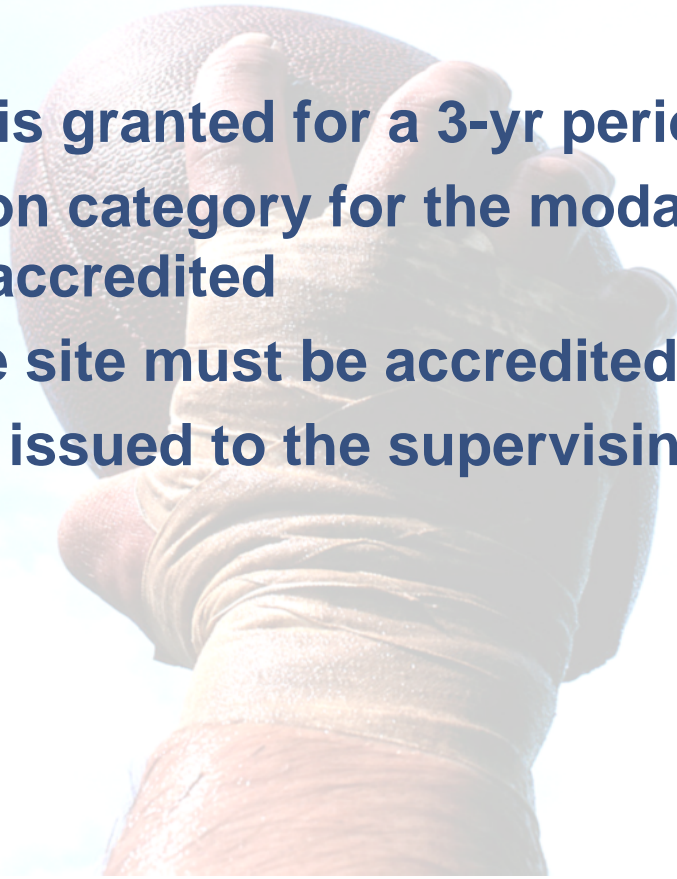 is granted for a 3-yr perio
on category for the moda
accredited
e site must be accredited
issued to the supervisin